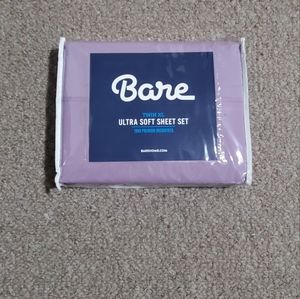 Bare
TWIN XL
ULTRA SOFT SHEET SET
1800 PREMIUM MICROFIBER
BAREHOME.COM